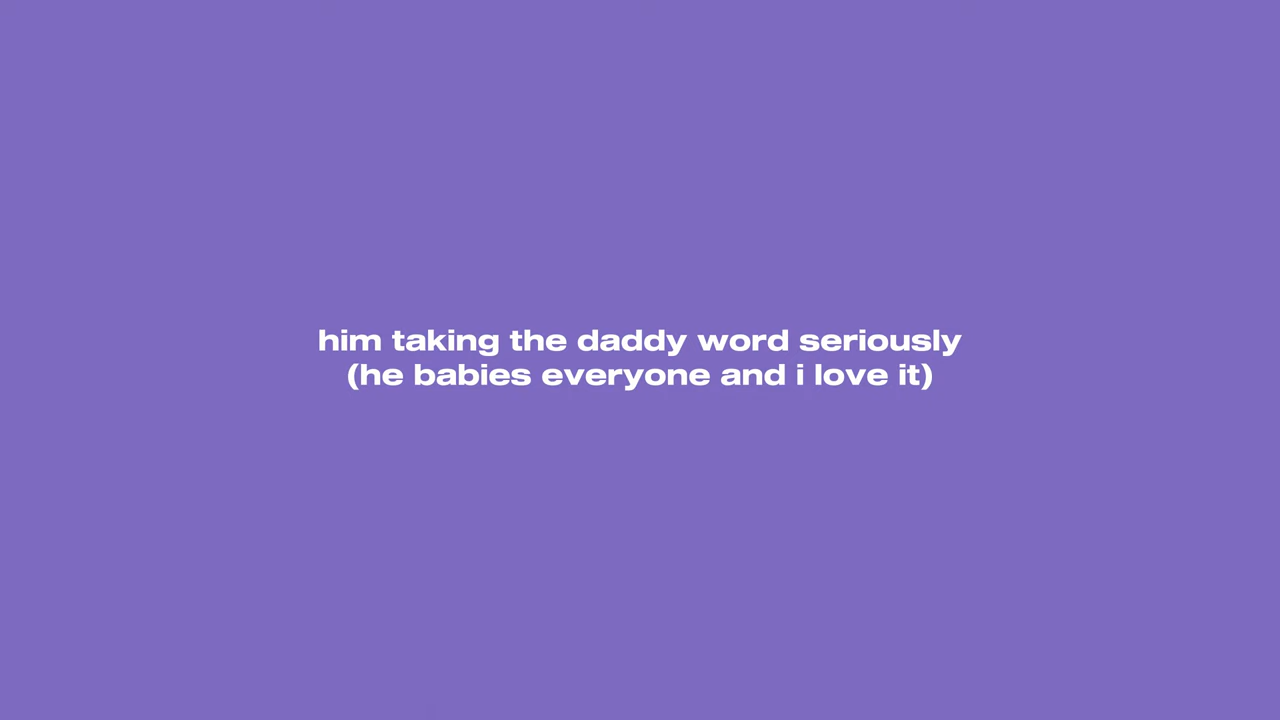 him taking the daddy word seriously
(he babies everyone and i love it)